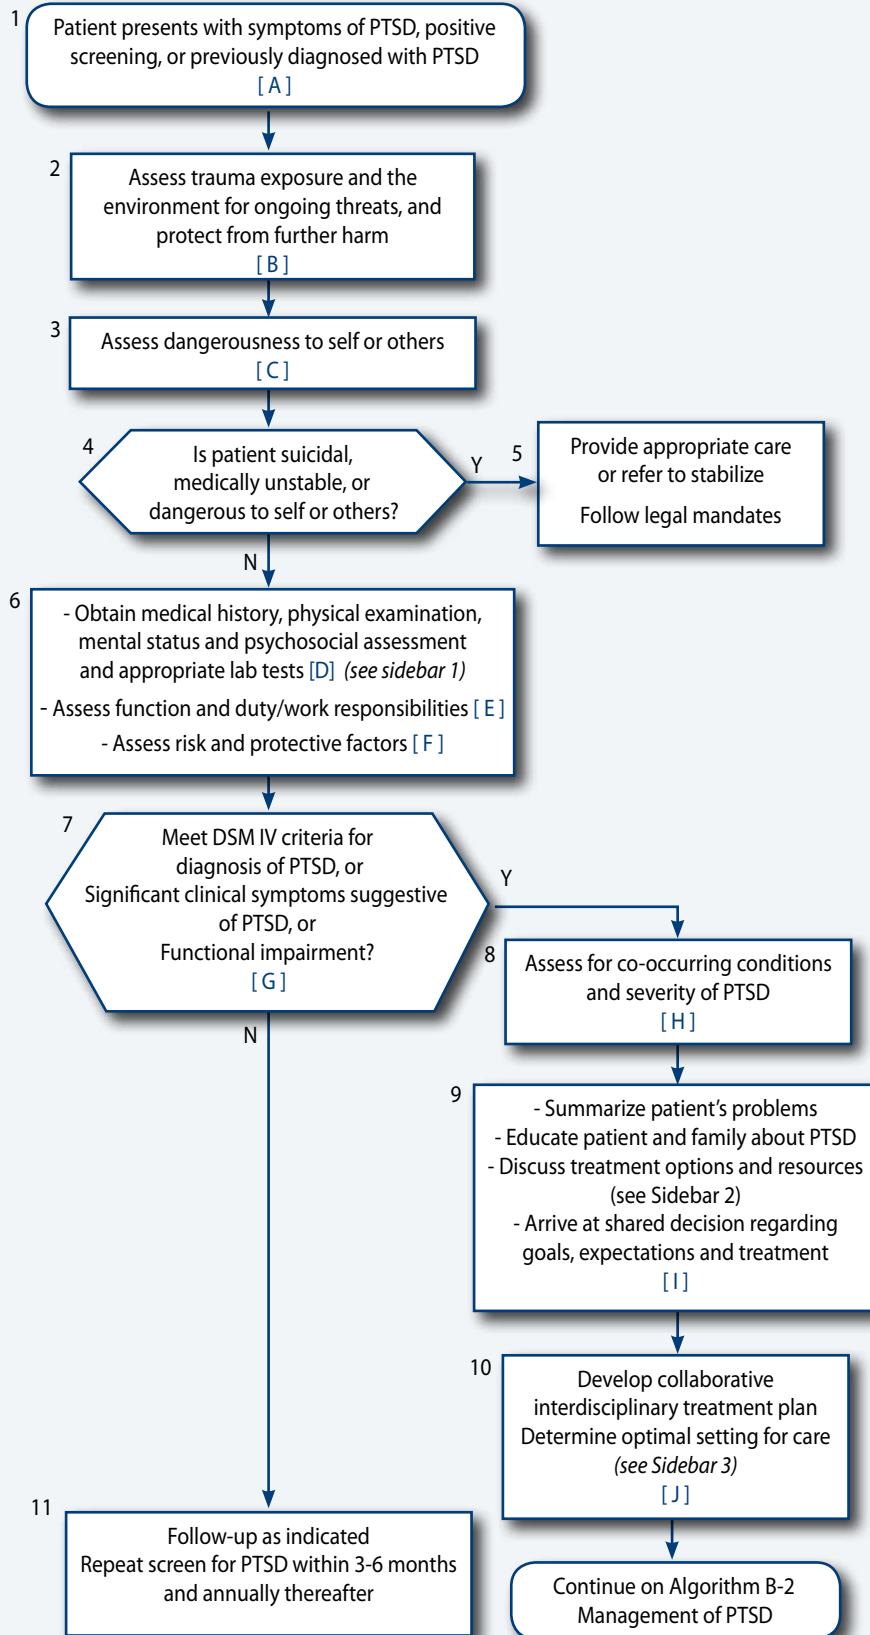 1
Patient presents with symptoms of PTSD, positive
screening, or previously diagnosed with PTSD
[ A ]
2
Assess trauma exposure and the
environment for ongoing threats, and
protect from further harm
[ B ]
3
Assess dangerousness to self or others
[ C ]
4
Is patient suicidal,
medically unstable, or
dangerous to self or others?
Y
5
Provide appropriate care
or refer to stabilize
Follow legal mandates
N
6
- Obtain medical history, physical examination,
mental status and psychosocial assessment
and appropriate lab tests [D] (see sidebar 1)
- Assess function and duty/work responsibilities [ E ]
- Assess risk and protective factors [ F ]
7
Meet DSM IV criteria for
diagnosis of PTSD, or
Significant clinical symptoms suggestive
of PTSD, or
Functional impairment?
[ G ]
Y
8
Assess for co-occurring conditions
and severity of PTSD
[ H ]
N
9
- Summarize patient's problems
- Educate patient and family about PTSD
- Discuss treatment options and resources
(see Sidebar 2)
- Arrive at shared decision regarding
goals, expectations and treatment
[ I ]
10
Develop collaborative
interdisciplinary treatment plan
Determine optimal setting for care
(see Sidebar 3)
[ J ]
11
Follow-up as indicated
Repeat screen for PTSD within 3-6 months
and annually thereafter
Continue on Algorithm B-2
Management of PTSD